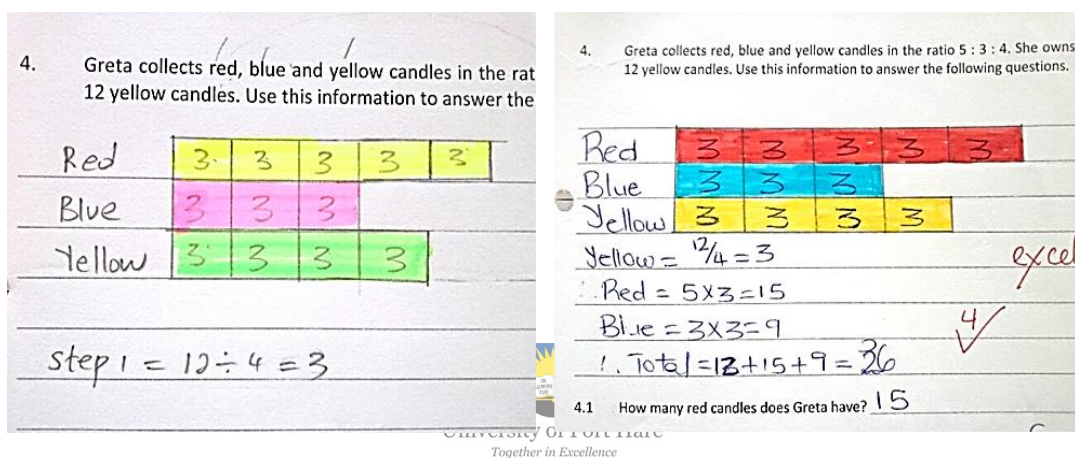 4. Greta collects red, blue and yellow candles in the rat
12 yellow candles. Use this information to answer the
Red 3 3 3 3 3
Blue 3 3 3
Yellow 3 3 3 3
Step 1 = 12 ÷ 4 = 3
4. Greta collects red, blue and yellow candles in the ratio 5 : 3 : 4. She owns
12 yellow candles. Use this information to answer the following questions.
Red 3 3 3 3 3
Blue 3 3 3
Yellow 3 3 3 3
Yellow = 12/4 = 3
Red = 5x3=15
Blue = 3x3=9
Total = 12+15+9 = 36
excel
4
4.1 How many red candles does Greta have? 15
Together in Excellence